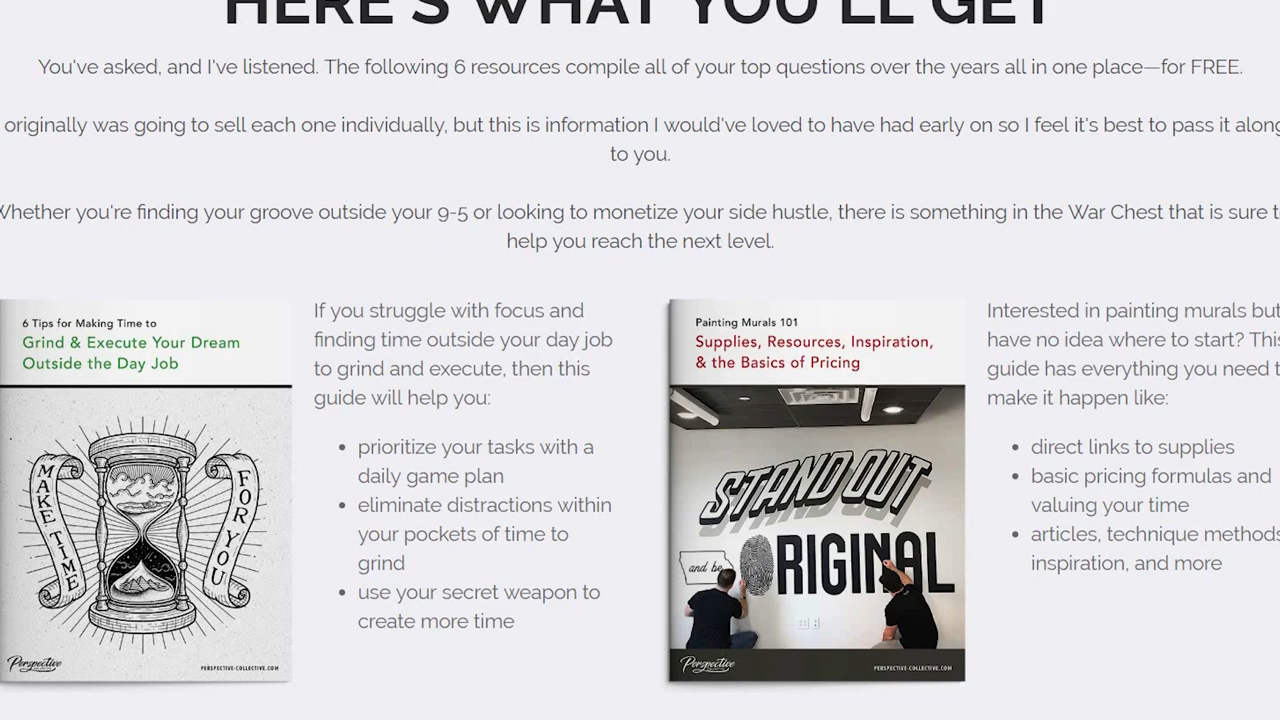 HERE'S WHAT YOU'LL GET
You've asked, and I've listened. The following 6 resources compile all of your top questions over the years all in one place—for FREE.
originally was going to sell each one individually, but this is information I would've loved to have had early on so I feel it's best to pass it along
to you.
Whether you're finding your groove outside your 9-5 or looking to monetize your side hustle, there is something in the War Chest that is sure to
help you reach the next level.
6 Tips for Making Time to
Grind & Execute Your Dream
Outside the Day Job
MAKE TIME
FOR YOU
Perspective
PERSPECTIVE-COLLECTIVE.COM
If you struggle with focus and
finding time outside your day job
to grind and execute, then this
guide will help you:
• prioritize your tasks with a
daily game plan
• eliminate distractions within
your pockets of time to
grind
• use your secret weapon to
create more time
Painting Murals 101
Supplies, Resources, Inspiration,
& the Basics of Pricing
STAND OUT
and be
ORIGINAL
Perspective
PERSPECTIVE-COLLECTIVE.COM
Interested in painting murals but
have no idea where to start? This
guide has everything you need t
make it happen like:
• direct links to supplies
• basic pricing formulas and
valuing your time
• articles, technique methods
inspiration, and more